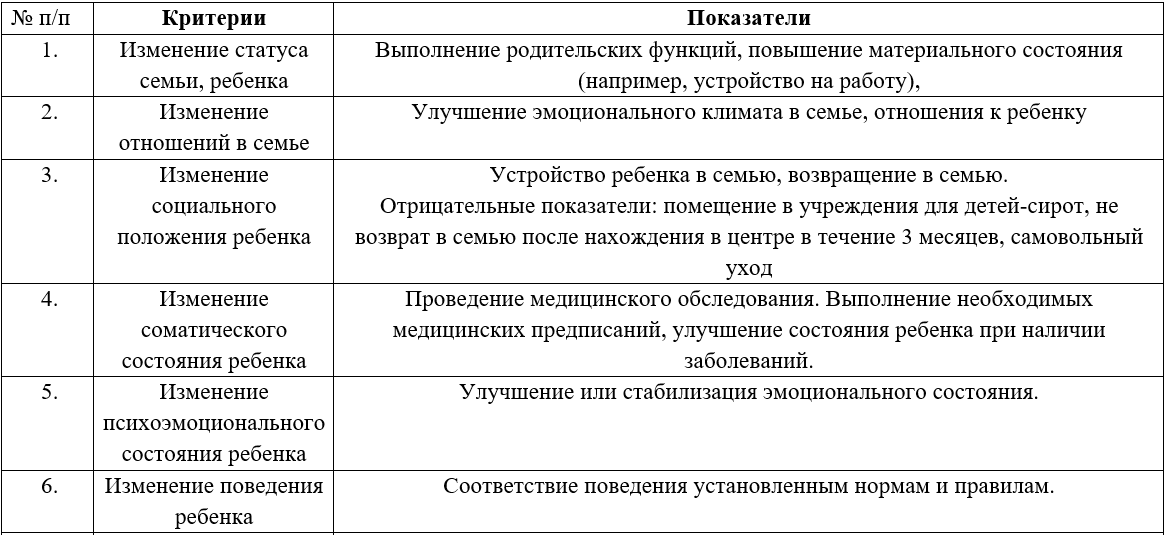 № п/п Критерии Показатели
1. Изменение статуса Выполнение родительских функций, повышение материального состояния
семьи, ребенка (например, устройство на работу),
2. Изменение Улучшение эмоционального климата в семье, отношения к ребенку
отношений в семье
3. Изменение Устройство ребенка в семью, возвращение в семью.
социального Отрицательные показатели: помещение в учреждения для детей-сирот, не
положения ребенка возврат в семью после нахождения в центре в течение 3 месяцев, самовольный
уход
4. Изменение Проведение медицинского обследования. Выполнение необходимых
соматического медицинских предписаний, улучшение состояния ребенка при наличии
состояния ребенка заболеваний.
5. Изменение Улучшение или стабилизация эмоционального состояния.
психоэмоционального
состояния ребенка
6. Изменение поведения Соответствие поведения установленным нормам и правилам.
ребенка